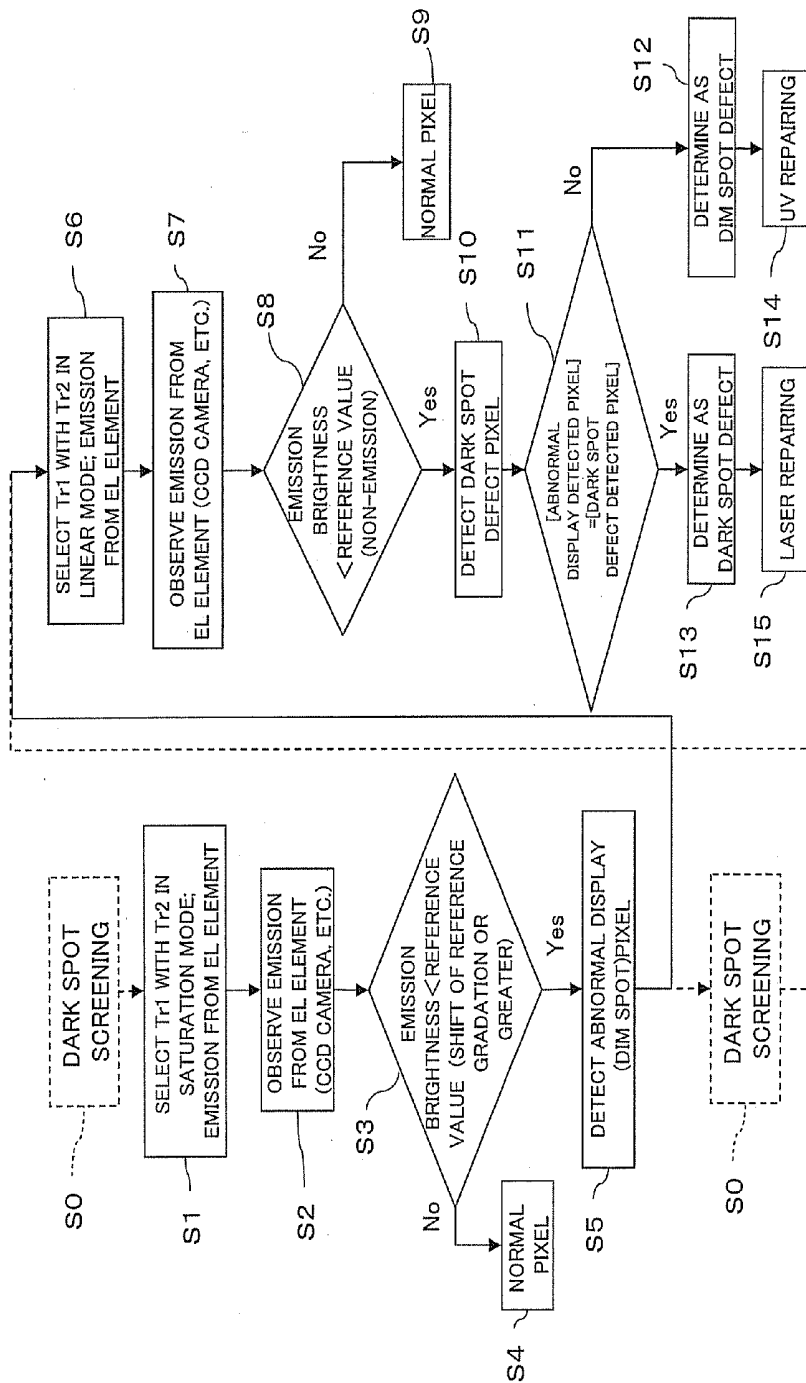 S0
DARK SPOT
SCREENING
S1
SELECT Tr1 WITH Tr2 IN
SATURATION MODE;
EMISSION FROM EL ELEMENT
S2
OBSERVE EMISSION
FROM EL ELEMENT
(CCD CAMERA, ETC.)
S3
EMISSION
BRIGHTNESS<REFERENCE
VALUE (SHIFT OF REFERENCE
GRADATION OR
GREATER)
No
Yes
S4
NORMAL
PIXEL
S5
DETECT ABNORMAL DISPLAY
(DIM SPOT)PIXEL
S0
DARK SPOT
SCREENING
S6
SELECT Tr1 WITH Tr2 IN
LINEAR MODE; EMISSION
FROM EL ELEMENT
S7
OBSERVE EMISSION FROM
EL ELEMENT (CCD CAMERA, ETC.)
S8
EMISSION
BRIGHTNESS
<REFERENCE VALUE
(NON-EMISSION)
No
Yes
S9
NORMAL PIXEL
S10
DETECT DARK SPOT
DEFECT PIXEL
S11
[ABNORMAL
DISPLAY DETECTED PIXEL]
=[DARK SPOT
DEFECT DETECTED PIXEL]
No
Yes
S12
DETERMINE AS
DIM SPOT DEFECT
S13
DETERMINE AS
DARK SPOT DEFECT
S14
UV REPAIRING
S15
LASER REPAIRING